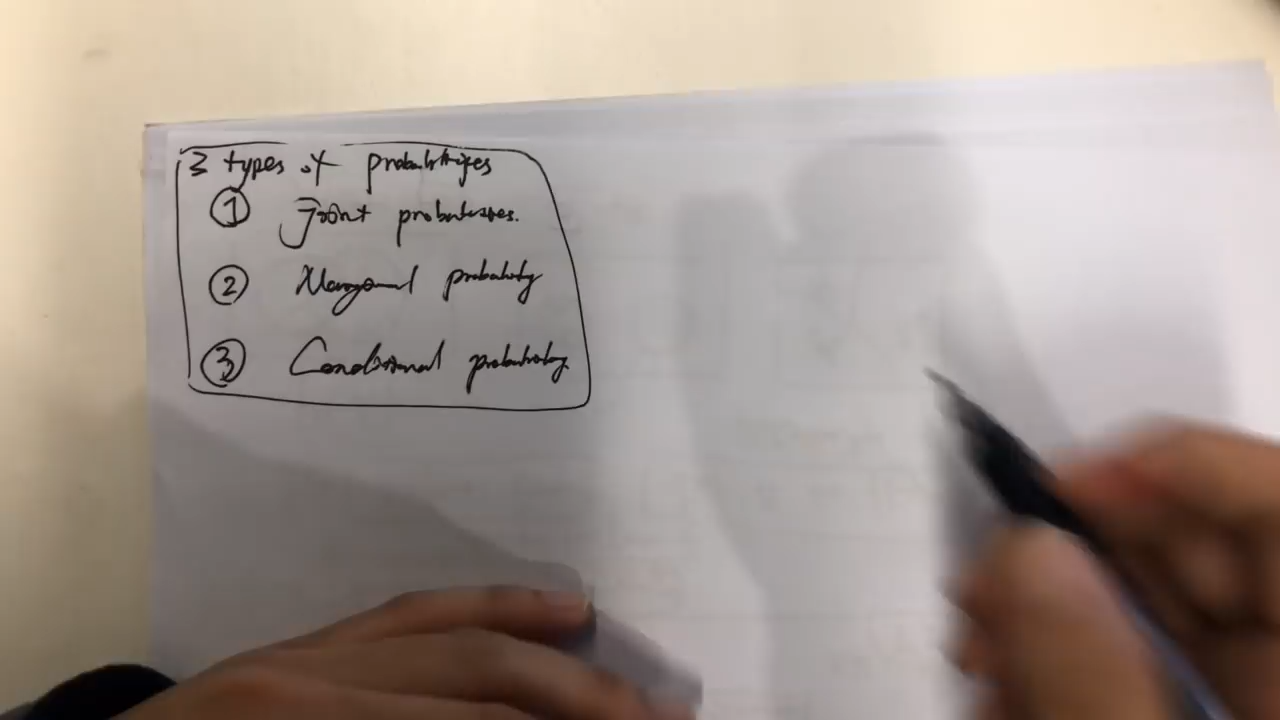 3 types of probabilities
① Joint probabilities.
② Marginal probability
③ Conditional probability